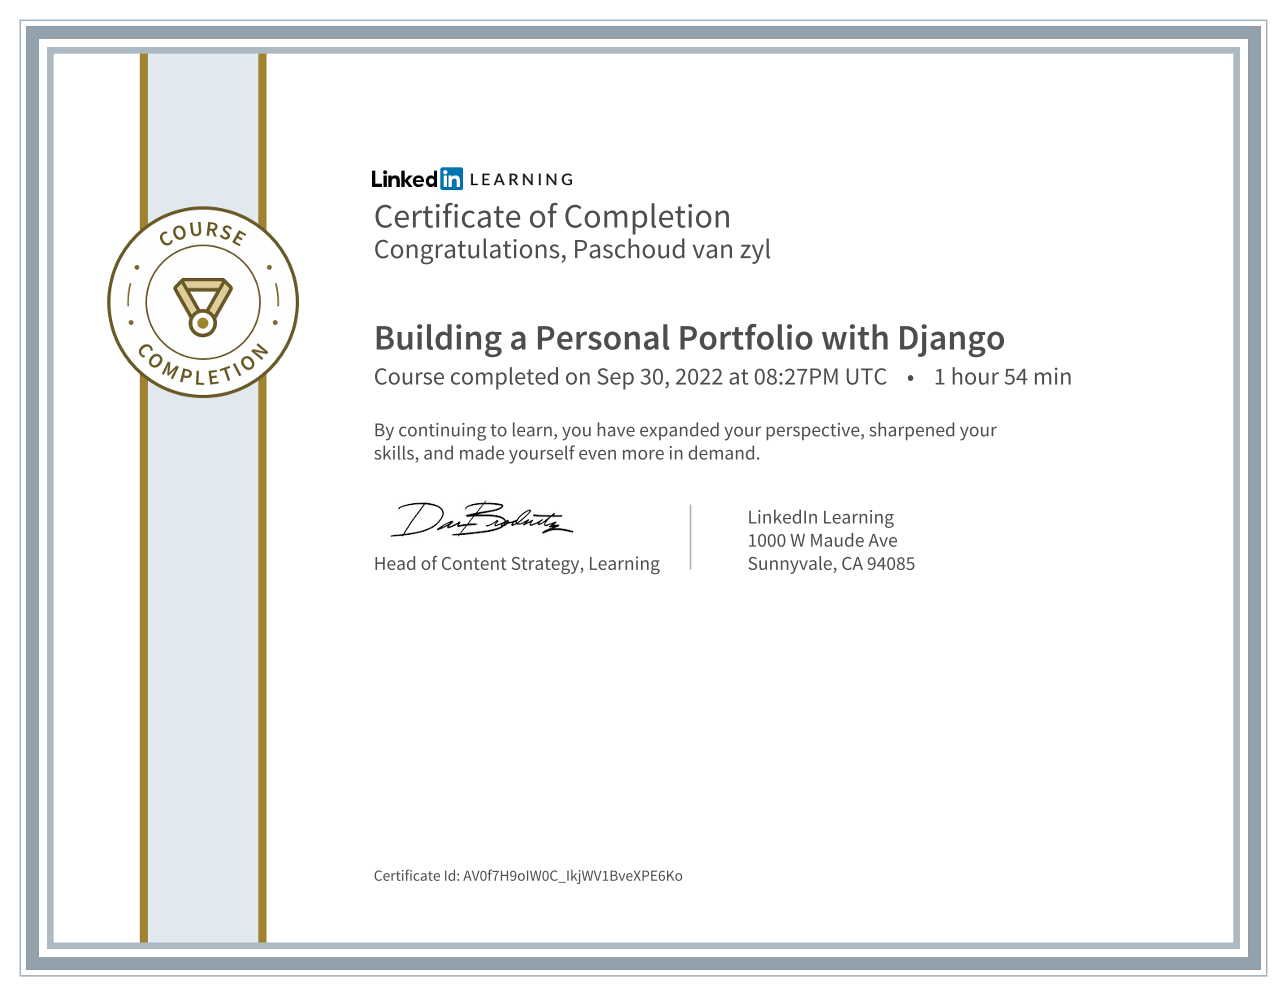 COURSE
COMPLETION
Linked in LEARNING
Certificate of Completion
Congratulations, Paschoud van zyl
Building a Personal Portfolio with Django
Course completed on Sep 30, 2022 at 08:27PM UTC • 1 hour 54 min
By continuing to learn, you have expanded your perspective, sharpened your
skills, and made yourself even more in demand.
Head of Content Strategy, Learning
LinkedIn Learning
1000 W Maude Ave
Sunnyvale, CA 94085
Certificate Id: AV0f7H9oIW0C_IkjWV1BveXPE6Ko